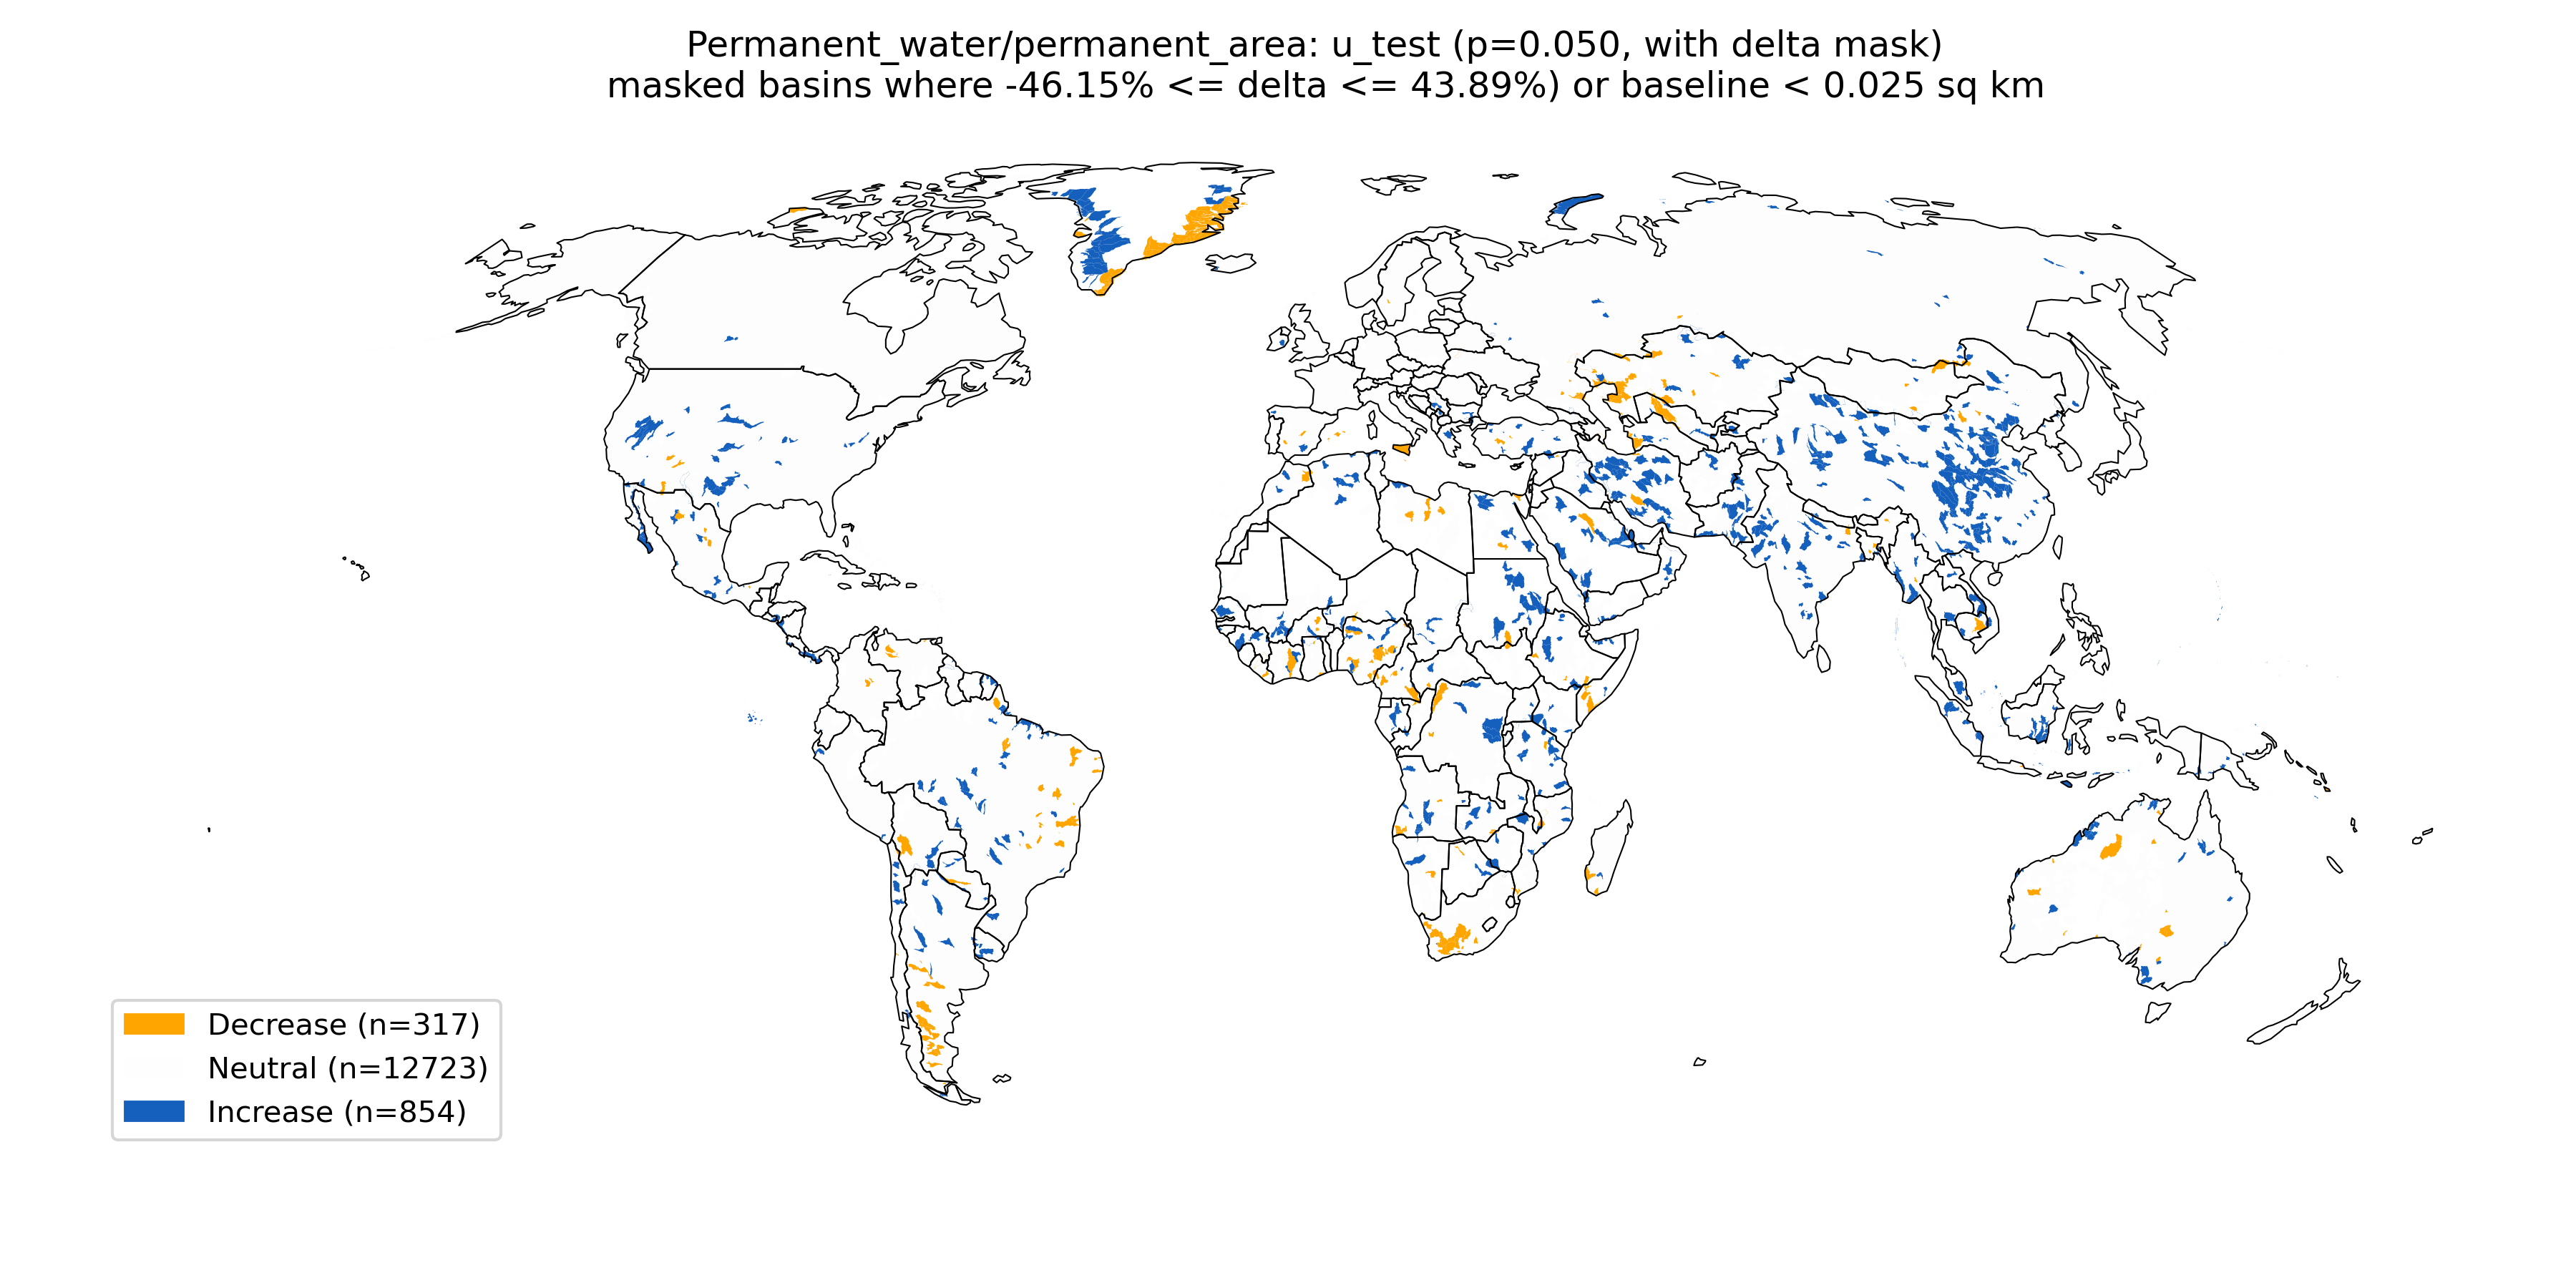 Permanent_water/permanent_area: u_test (p=0.050, with delta mask)
masked basins where -46.15% <= delta <= 43.89%) or baseline < 0.025 sq km
Decrease (n=317)
Neutral (n=12723)
Increase (n=854)